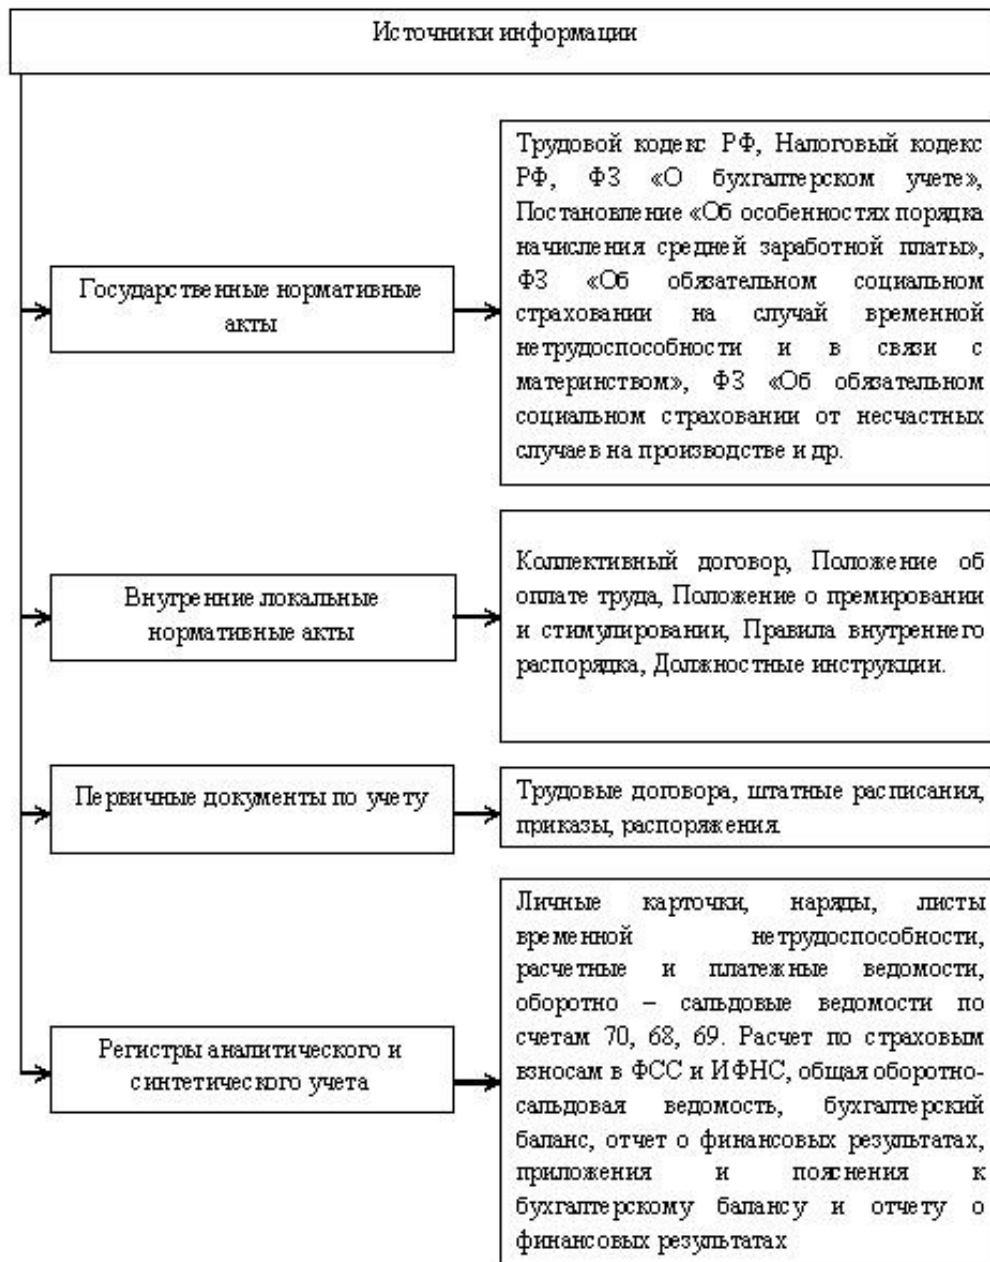 Источники информации
Государственные нормативные
акты
Трудовой кодекс РФ, Налоговый кодекс
РФ, ФЗ «О бухгалтерском учете»,
Постановление «Об особенностях порядка
начисления средней заработной платы»,
ФЗ «Об обязательном социальном
страховании на случай временной
нетрудоспособности и в связи с
материнством», ФЗ «Об обязательном
социальном страховании от несчастных
случаев на производстве и др.
Внутренние локальные
нормативные акты
Коллективный договор, Положение об
оплате труда, Положение о премировании
и стимулировании, Правила внутреннего
распорядка, Должностные инструкции.
Первичные документы по учету
Трудовые договора, штатные расписания,
приказы, распоряжения.
Регистры аналитического и
синтетического учета
Личные карточки, наряды, листы
временной нетрудоспособности,
расчетные и платежные ведомости,
оборотно – сальдовые ведомости по
счетам 70, 68, 69. Расчет по страховым
взносам в ФСС и ИФНС, общая оборотно-
сальдовая ведомость, бухгалтерский
баланс, отчет о финансовых результатах,
приложения и пояснения к
бухгалтерскому балансу и отчету о
финансовых результатах